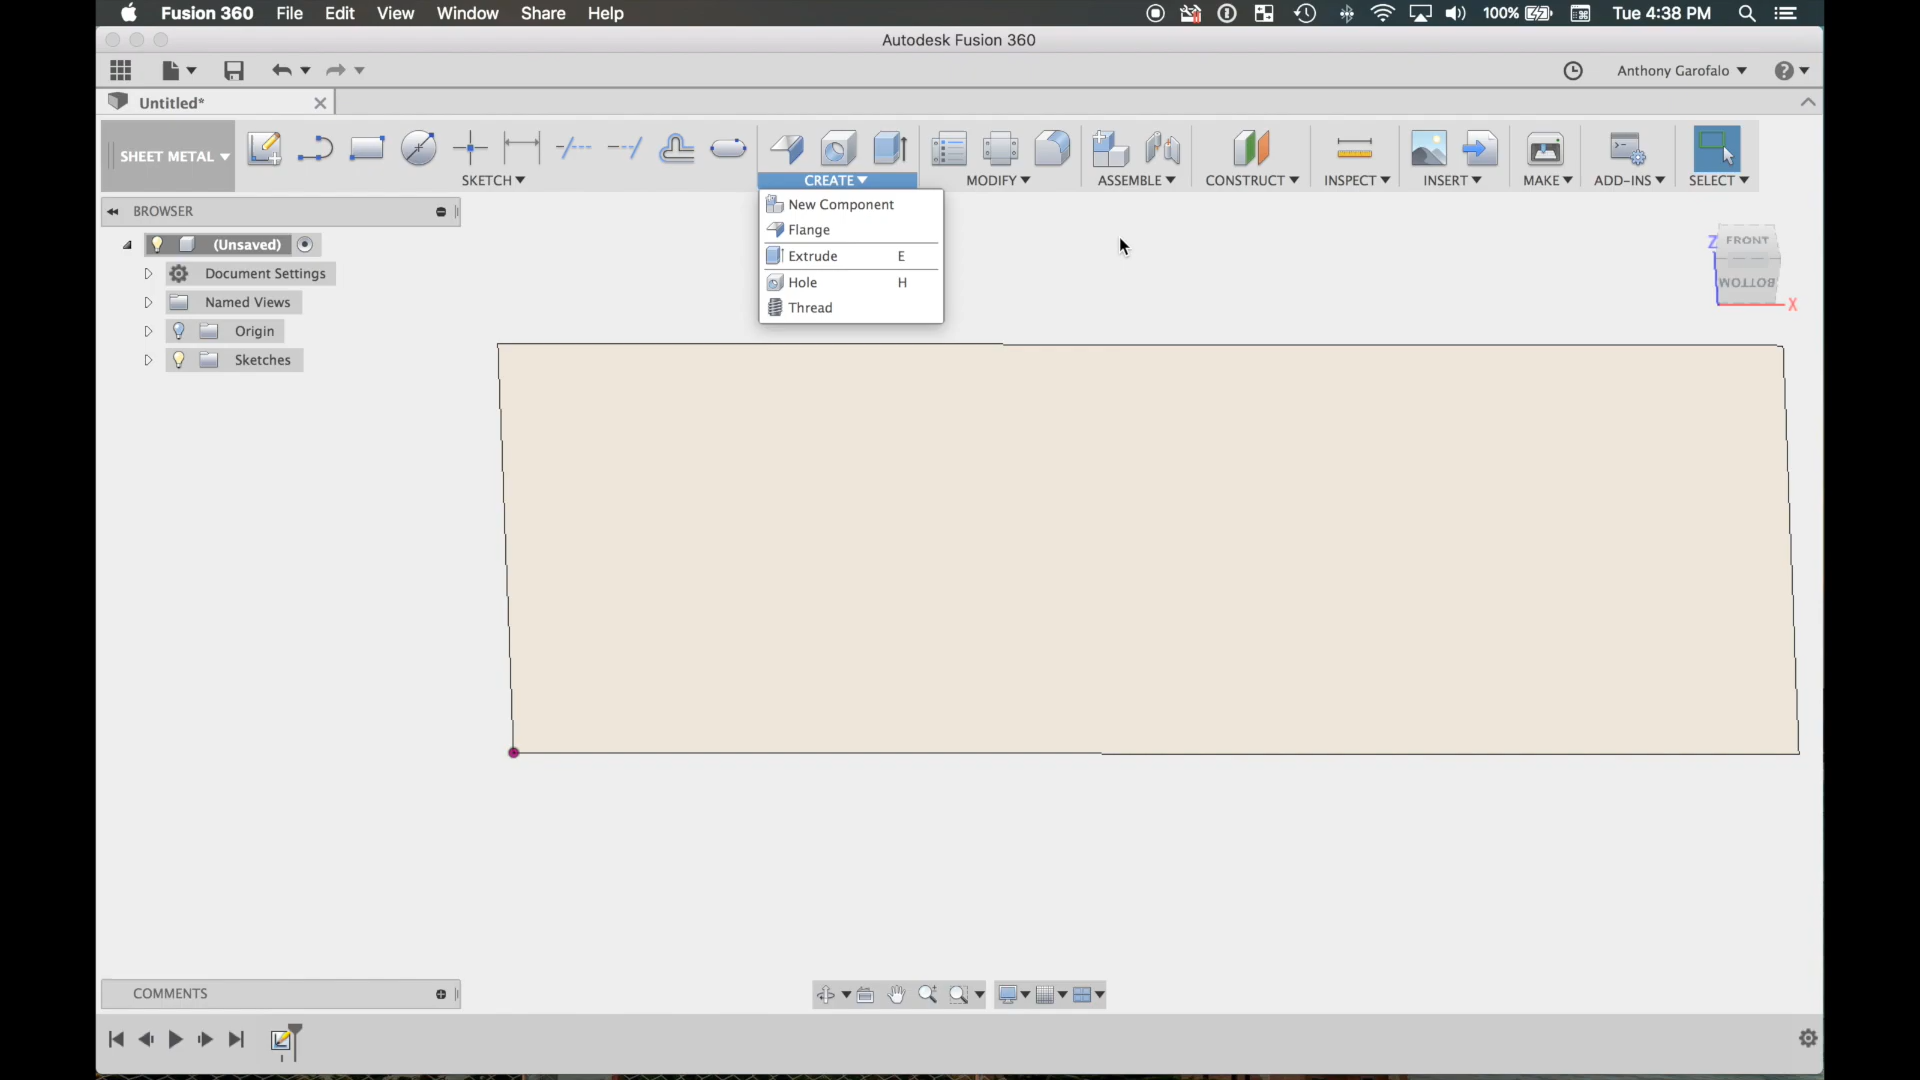 Fusion 360 File Edit View Window Share Help 100% Tue 4:38 PM
Autodesk Fusion 360
Anthony Garofalo
Untitled*
SHEET METAL
SKETCH CREATE MODIFY ASSEMBLE CONSTRUCT INSPECT INSERT MAKE ADD-INS SELECT
New Component
Flange
Extrude E
Hole H
Thread
BROWSER
(Unsaved)
Document Settings
Named Views
Origin
Sketches
Z
FRONT
BOTTOM
X
COMMENTS